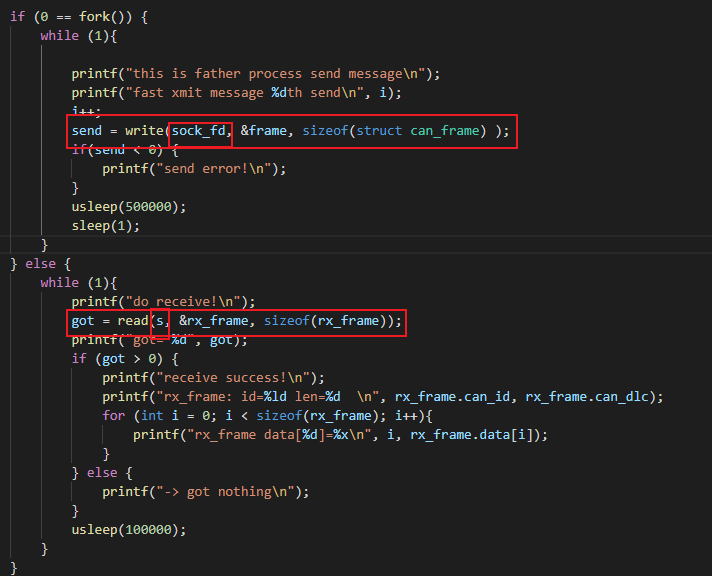 if (0 == fork()) {
while (1){
printf("this is father process send message\n");
printf("fast xmit message %dth send\n", i);
i++;
send = write(sock_fd, &frame, sizeof(struct can_frame) );
if(send < 0) {
printf("send error!\n");
}
usleep(500000);
sleep(1);
}
} else {
while (1){
printf("do receive!\n");
got = read(s, &rx_frame, sizeof(rx_frame));
printf("got= %d", got);
if (got > 0) {
printf("receive success!\n");
printf("rx_frame: id=%ld len=%d  \n", rx_frame.can_id, rx_frame.can_dlc);
for (int i = 0; i < sizeof(rx_frame); i++){
printf("rx_frame data[%d]=%x\n", i, rx_frame.data[i]);
}
} else {
printf("-> got nothing\n");
}
usleep(100000);
}
}